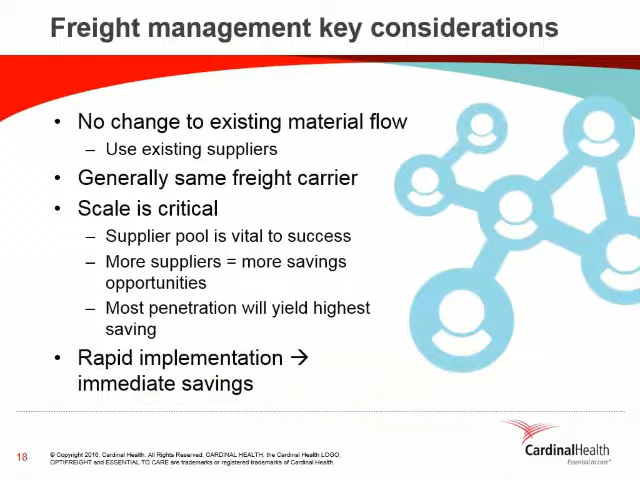 Freight management key considerations
• No change to existing material flow
– Use existing suppliers
• Generally same freight carrier
• Scale is critical
– Supplier pool is vital to success
– More suppliers = more savings
opportunities
– Most penetration will yield highest
saving
• Rapid implementation →
immediate savings
18
© Copyright 2016, Cardinal Health. All Rights Reserved. CARDINAL HEALTH, the Cardinal Health LOGO,
OPTIFREIGHT and ESSENTIAL TO CARE are trademarks or registered trademarks of Cardinal Health.
CardinalHealth
Essential to care™